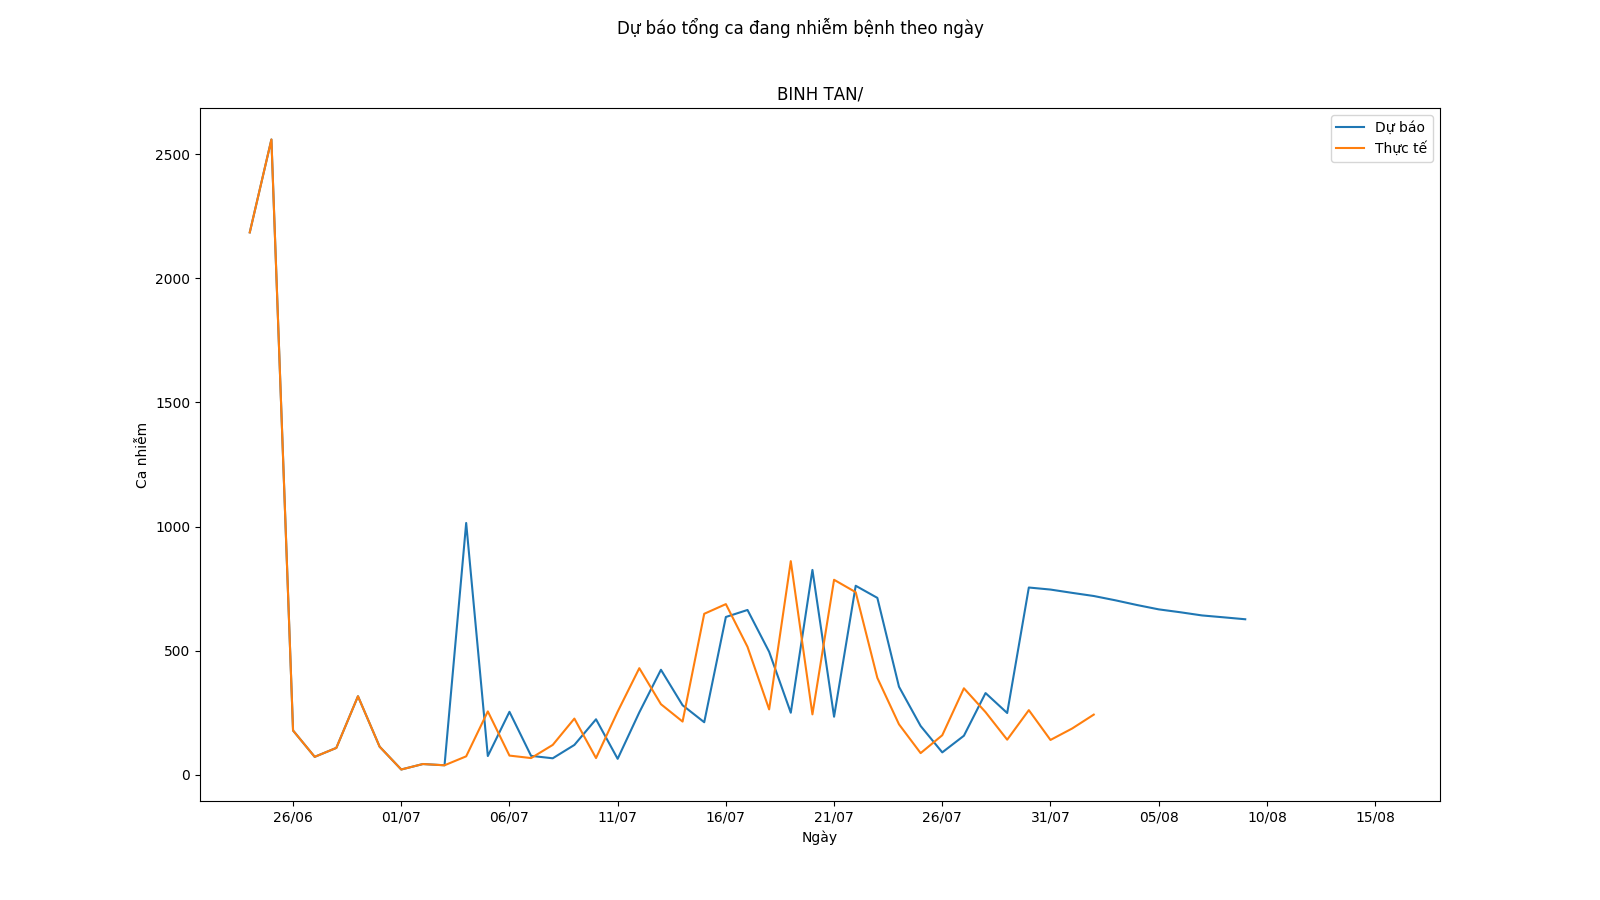 Dự báo tổng ca đang nhiễm bệnh theo ngày
BINH TAN/
Dự báo
Thực tế
2500
2000
1500
1000
500
0
Ca nhiễm
26/06
01/07
06/07
11/07
16/07
21/07
26/07
31/07
05/08
10/08
15/08
Ngày